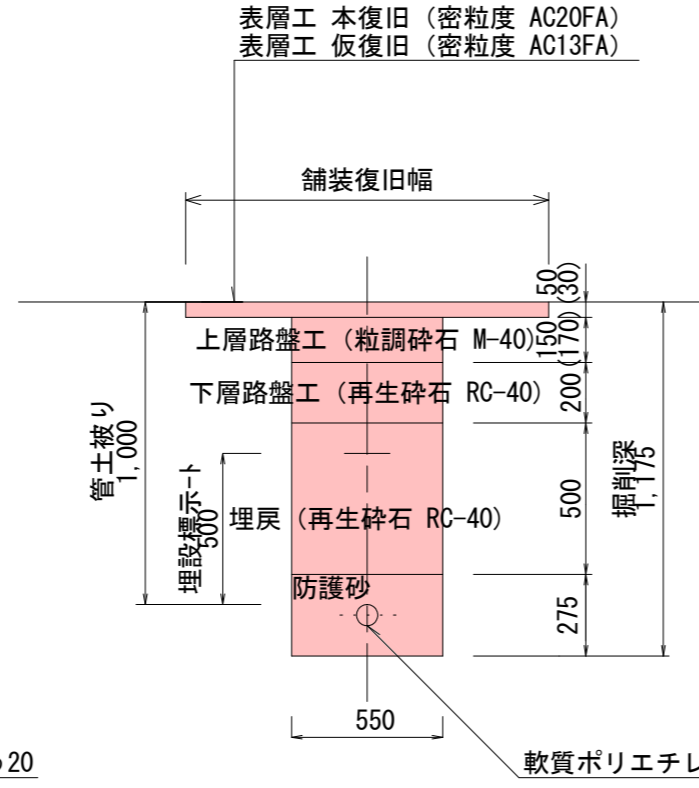 表層工 本復旧 (密粒度 AC20FA)
表層工 仮復旧 (密粒度 AC13FA)
舗装復旧幅
50
(30)
上層路盤工 (粒調砕石 M-40)
150
(170)
下層路盤工 (再生砕石 RC-40)
200
管土被り
1,000
埋設標示ート
500
埋戻 (再生砕石 RC-40)
500
掘削深
1,175
防護砂
275
550
20
軟質ポリエチレ